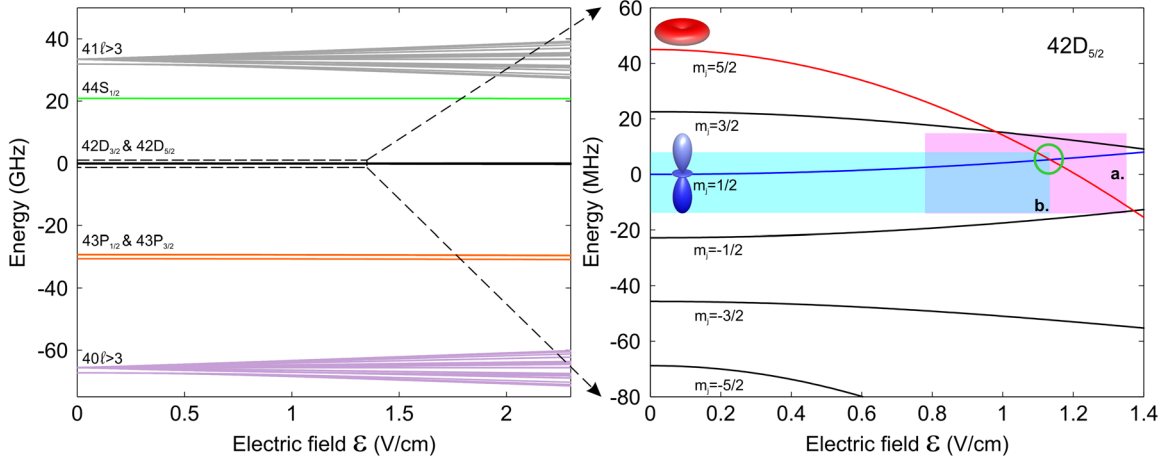 40
20
0
-20
-40
-60
Energy (GHz)
41ℓ>3
44S1/2
42D3/2 & 42D5/2
43P1/2 & 43P3/2
40ℓ>3
0 0.5 1 1.5 2
Electric field ℇ (V/cm)
60
40
20
0
-20
-40
-60
-80
Energy (MHz)
42D5/2
mj=5/2
mj=3/2
mj=1/2
a.
b.
mj=-1/2
mj=-3/2
mj=-5/2
0 0.2 0.4 0.6 0.8 1.0 1.2 1.4
Electric field ℇ (V/cm)